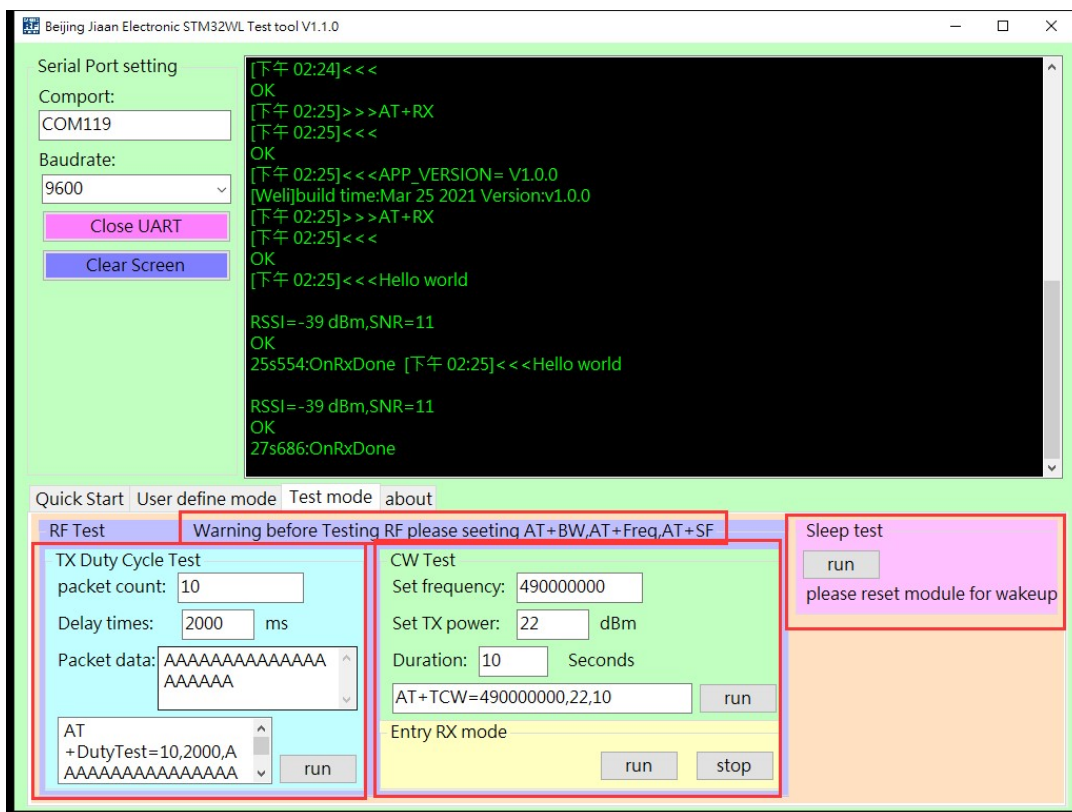 Beijing Jiaan Electronic STM32WL Test tool V1.1.0
Serial Port setting
Comport:
COM119
Baudrate:
9600
Close UART
Clear Screen
[下午 02:24]<<<
OK
[下午 02:25]>>>AT+RX
[下午 02:25]<<<
OK
[下午 02:25]<<<APP_VERSION= V1.0.0
[Weli]build time:Mar 25 2021 Version:v1.0.0
[下午 02:25]>>>AT+RX
[下午 02:25]<<<
OK
[下午 02:25]<<<Hello world
RSSI=-39 dBm,SNR=11
OK
25s554:OnRxDone [下午 02:25]<<<Hello world
RSSI=-39 dBm,SNR=11
OK
27s686:OnRxDone
Quick Start User define mode Test mode about
RF Test Warning before Testing RF please seeting AT+BW,AT+Freq,AT+SF
TX Duty Cycle Test
packet count: 10
Delay times: 2000 ms
Packet data: AAAAAAAAAAAAAA
AAAAAA
AT
+DutyTest=10,2000,A
AAAAAAAAAAAAAAA
run
CW Test
Set frequency: 490000000
Set TX power: 22 dBm
Duration: 10 Seconds
AT+TCW=490000000,22,10 run
Entry RX mode
run stop
Sleep test
run
please reset module for wakeup